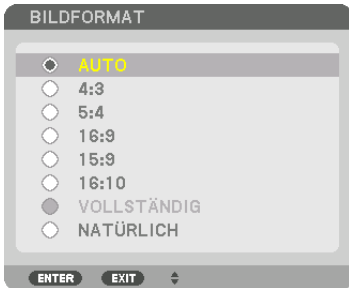 BILDFORMAT
AUTO
4:3
5:4
16:9
15:9
16:10
VOLLSTÄNDIG
NATÜRLICH
ENTER EXIT